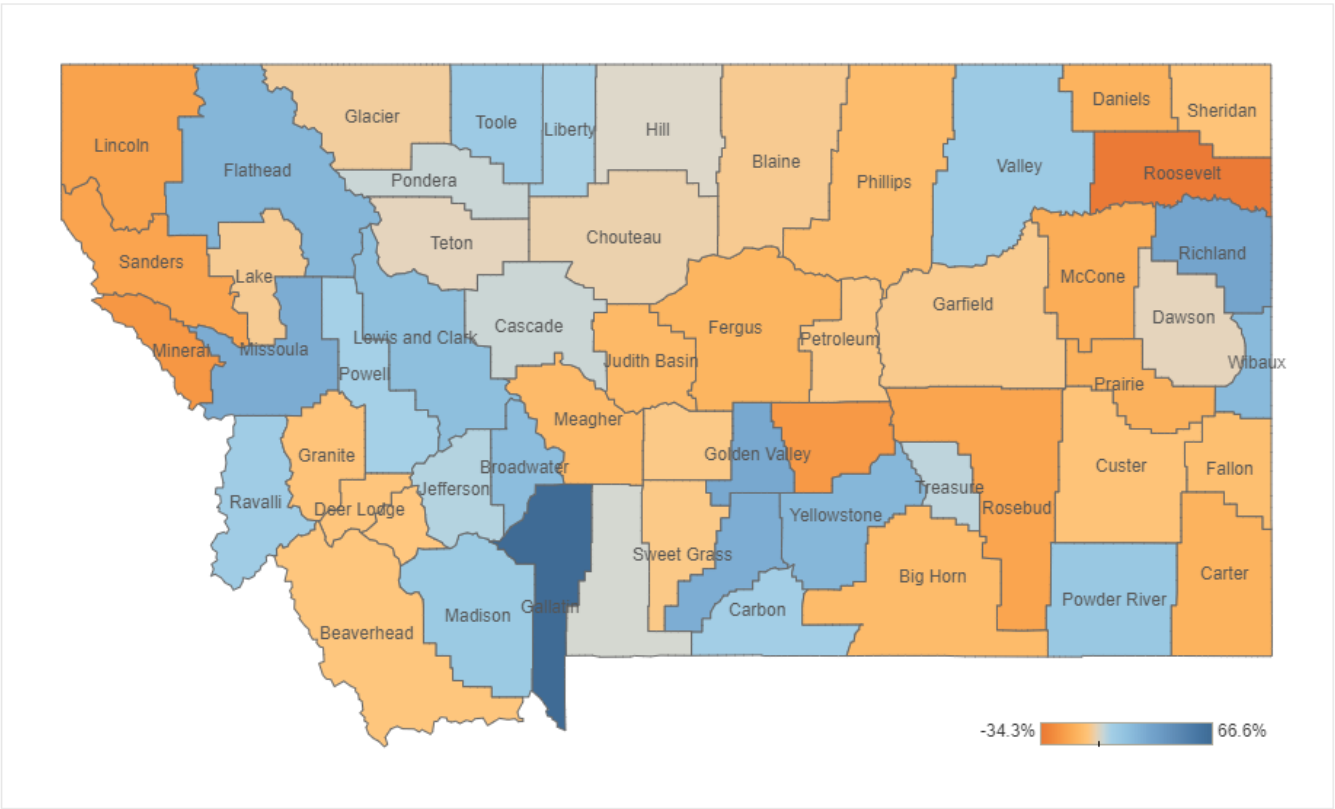 Lincoln
Flathead
Glacier
Toole
Liberty
Hill
Blaine
Phillips
Valley
Daniels
Sheridan
Roosevelt
Pondera
Teton
Chouteau
Sanders
Lake
Richland
McCone
Garfield
Dawson
Cascade
Fergus
Petroleum
Lewis and Clark
Mineral
Missoula
Judith Basin
Wibaux
Powell
Prairie
Meagher
Granite
Broadwater
Golden Valley
Custer
Fallon
Ravalli
Jefferson
Treasure
Deer Lodge
Yellowstone
Rosebud
Sweet Grass
Big Horn
Carter
Powder River
Gallatin
Madison
Carbon
Beaverhead
-34.3% 66.6%